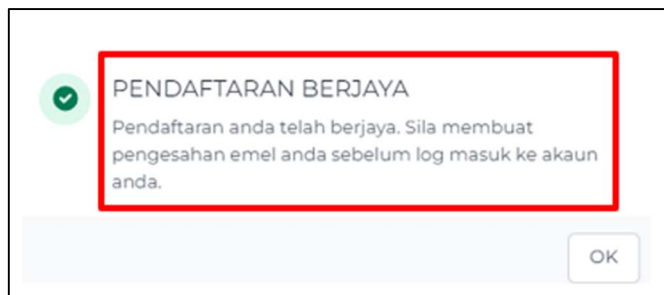 PENDAFTARAN BERJAYA
Pendaftaran anda telah berjaya. Sila membuat
pengesahan emel anda sebelum log masuk ke akaun
anda.
OK